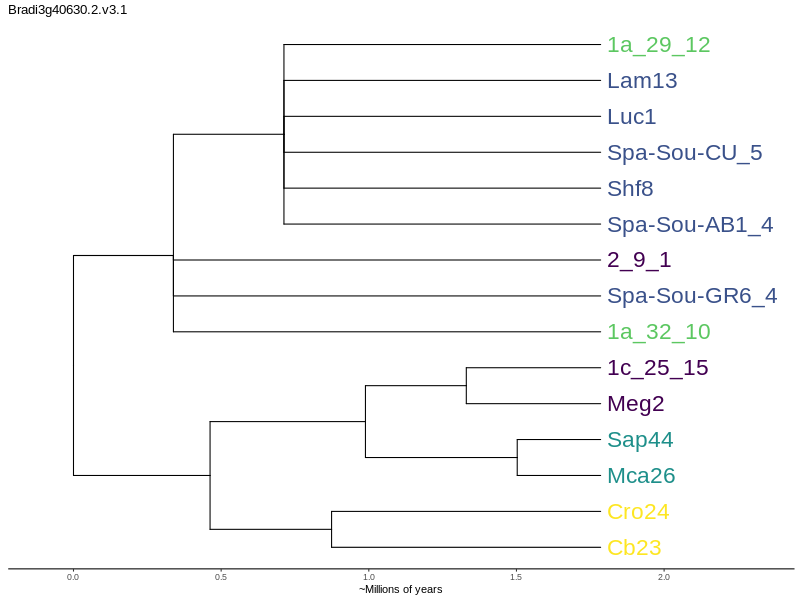 Bradi3g40630.2.v3.1
1a_29_12
Lam13
Luc1
Spa-Sou-CU_5
Shf8
Spa-Sou-AB1_4
2_9_1
Spa-Sou-GR6_4
1a_32_10
1c_25_15
Meg2
Sap44
Mca26
Cro24
Cb23
0.0 0.5 1.0 1.5 2.0
~Millions of years